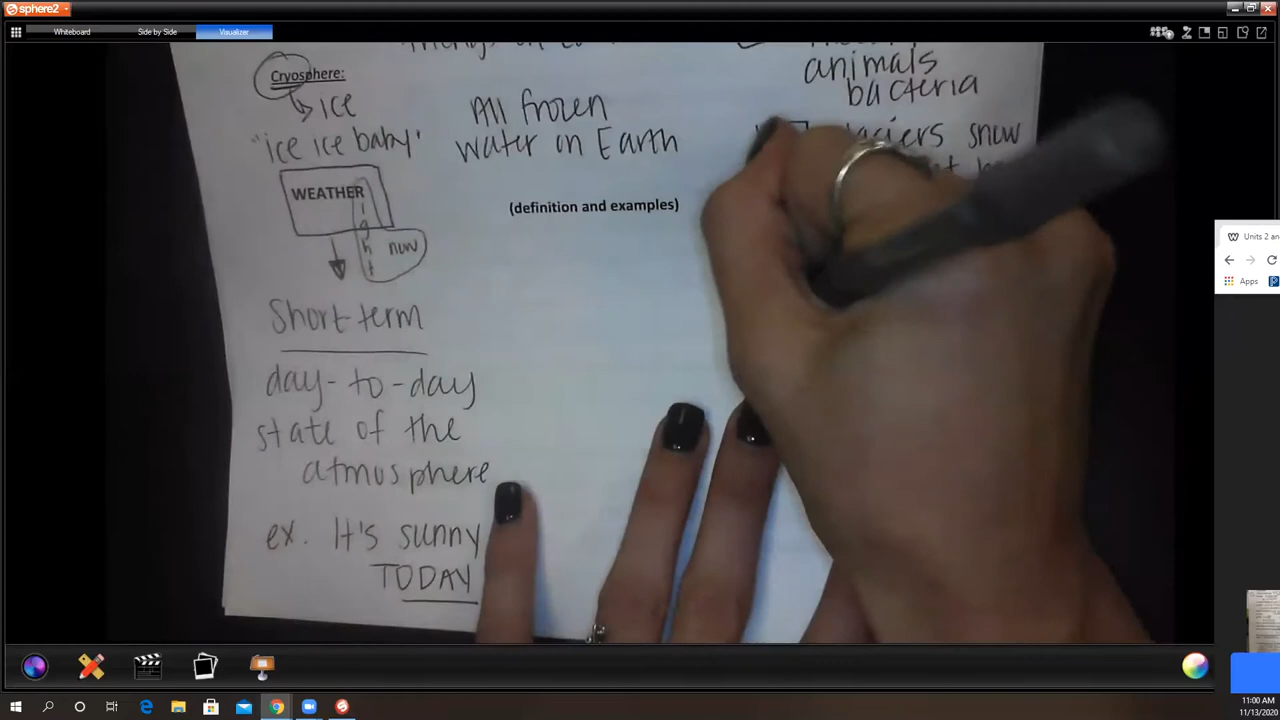 sphere2
Whiteboard
Side by Side
Visualizer
animals
bacteria
Cryosphere:
ice
"ice ice baby"
All frozen
water on Earth
snow
WEATHER
i
g
h now
t
(definition and examples)
Short-term
day-to-day
state of the
atmosphere
ex. It's sunny
TODAY
Units 2 an
Apps
11:00 AM
11/13/2020